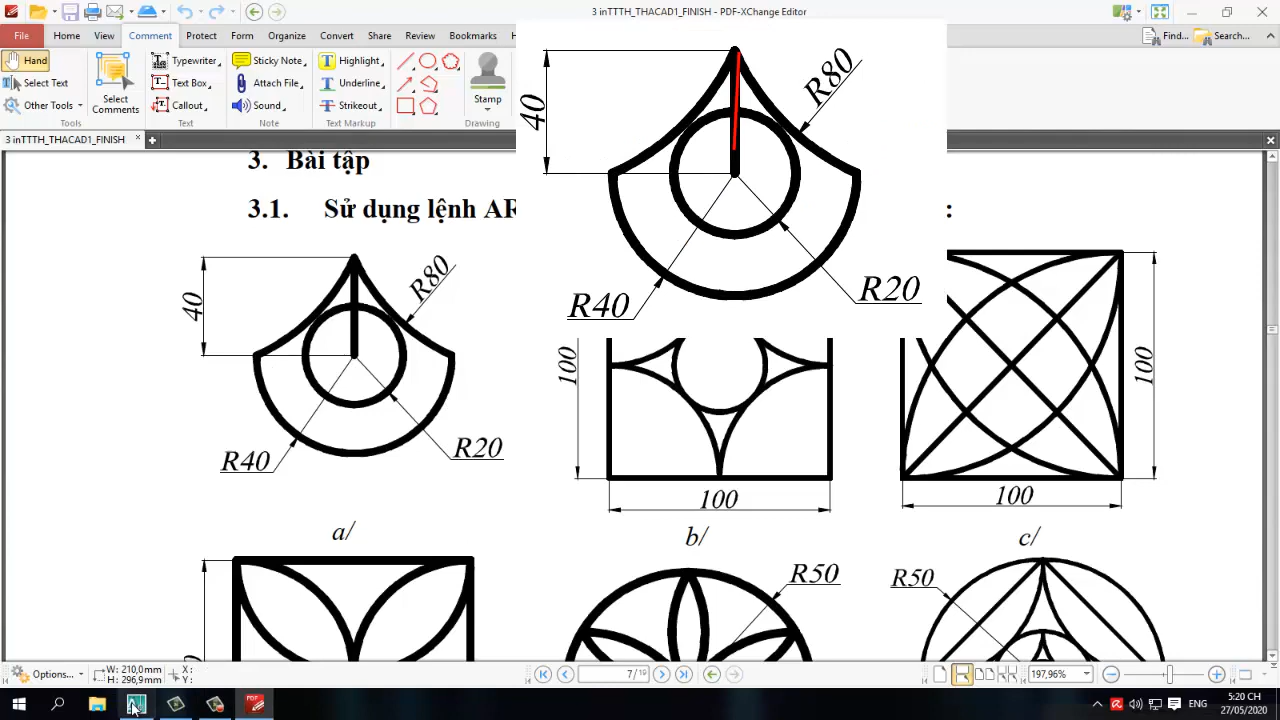 3 inTTTH_THACAD1_FINISH - PDF-XChange Editor
File Home View Comment Protect Form Organize Convert Share Review Bookmarks
Find...
Search...
Hand
Select Text
Other Tools
Select Comments
Typewriter
Text Box
Callout
Text
Sticky Note
Attach File
Sound
Note
Highlight
Underline
Strikeout
Text Markup
Drawing
Stamp
3 inTTTH_THACAD1_FINISH
3. Bài tập
3.1. Sử dụng lệnh AR
:
40
R80
R40
R20
40
R80
R40
R20
a/
100
100
b/
100
100
c/
R50
R50
Options...
W: 210,0mm
H: 296,9mm
X:
Y:
7/19
197,96%
ENG
5:20 CH
27/05/2020